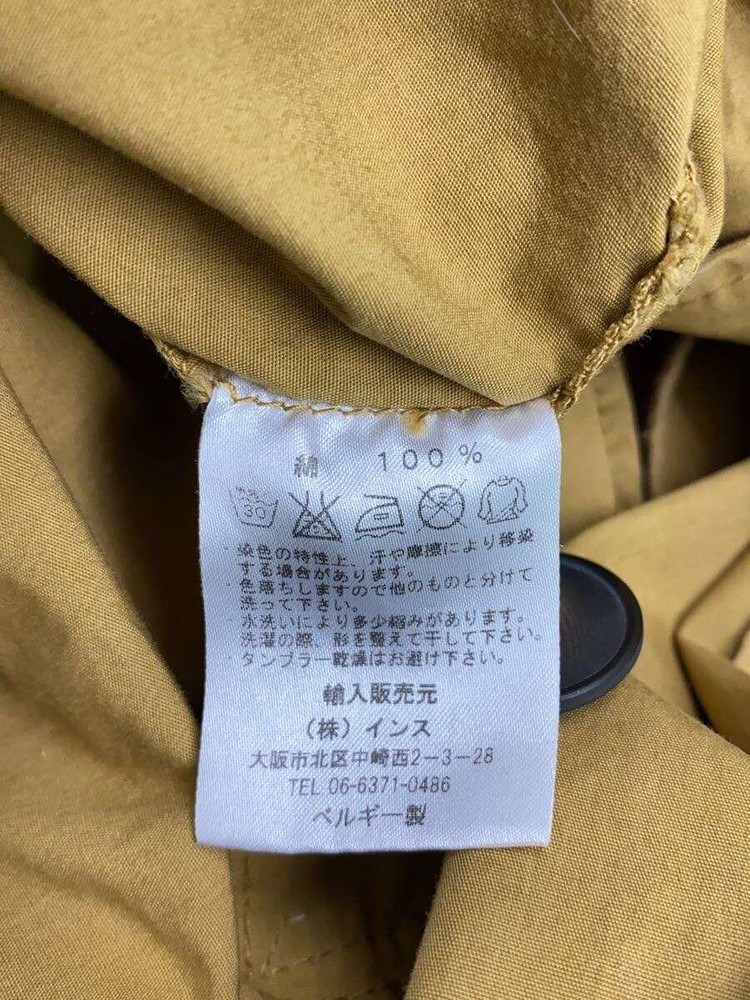 綿 100%
30
・染色の特性上、汗や摩擦により移染
する場合があります。
・色落ちしますので他のものと分けて
洗って下さい。
・水洗いにより多少縮みがあります。
洗濯の際、形を整えて干して下さい。
・タンブラー乾燥はお避け下さい。
輸入販売元
(株)インス
大阪市北区中崎西2-3-28
TEL 06-6371-0486
ベルギー製